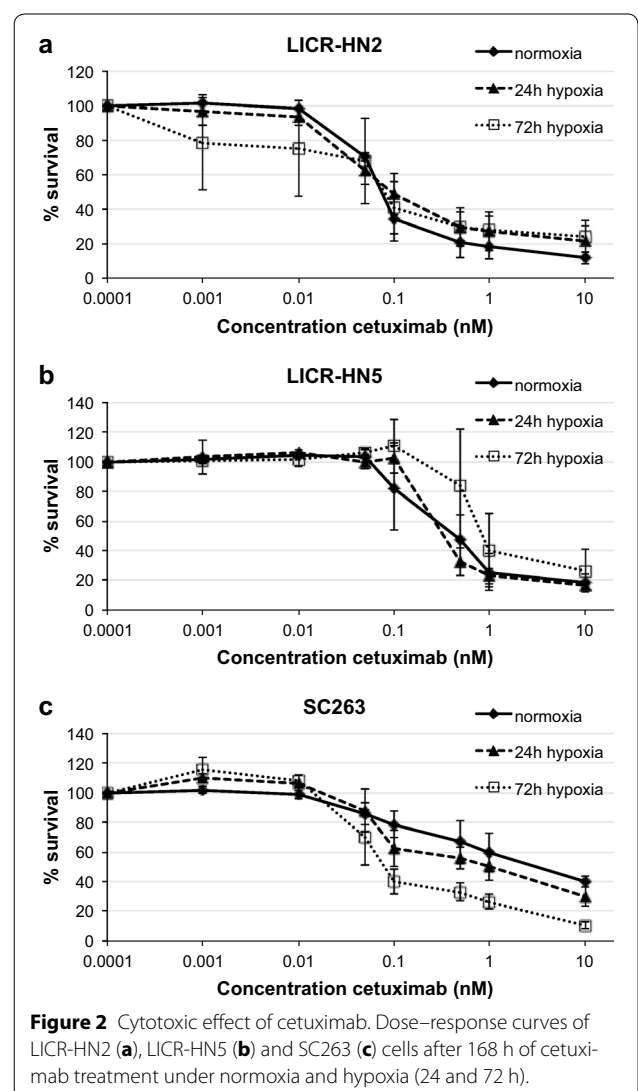 a
LICR-HN2
normoxia
24h hypoxia
72h hypoxia
120
100
80
60
40
20
0
% survival
0.0001 0.001 0.01 0.1 1 10
Concentration cetuximab (nM)
b
LICR-HN5
normoxia
24h hypoxia
72h hypoxia
140
120
100
80
60
40
20
0
% survival
0.0001 0.001 0.01 0.1 1 10
Concentration cetuximab (nM)
c
SC263
normoxia
24h hypoxia
72h hypoxia
140
120
100
80
60
40
20
0
% survival
0.0001 0.001 0.01 0.1 1 10
Concentration cetuximab (nM)
Figure 2 Cytotoxic effect of cetuximab. Dose–response curves of
LICR-HN2 (a), LICR-HN5 (b) and SC263 (c) cells after 168 h of cetuxi-
mab treatment under normoxia and hypoxia (24 and 72 h).